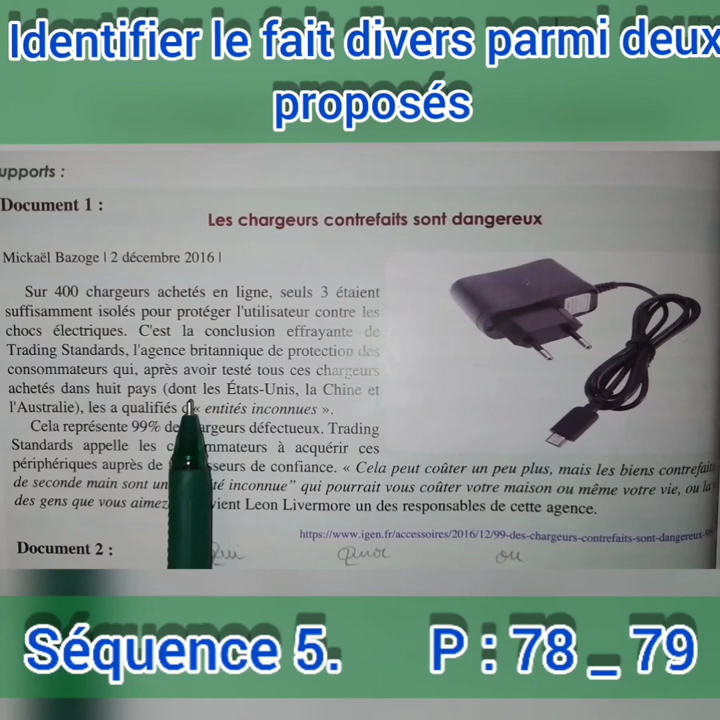 Identifier le fait divers parmi deux
proposés
upports :
Document 1 :
Les chargeurs contrefaits sont dangereux
Mickaël Bazoge | 2 décembre 2016 |
Sur 400 chargeurs achetés en ligne, seuls 3 étaient
suffisamment isolés pour protéger l'utilisateur contre les
chocs électriques. C'est la conclusion effrayante de
Trading Standards, l'agence britannique de protection des
consommateurs qui, après avoir testé tous ces chargeurs
achetés dans huit pays (dont les États-Unis, la Chine et
l'Australie), les a qualifiés « entités inconnues ».
Cela représente 99% de argeurs défectueux. Trading
Standards appelle les c mmateurs à acquérir ces
périphériques auprès de sseurs de confiance. « Cela peut coûter un peu plus, mais les biens contrefait
de seconde main sont un té inconnue" qui pourrait vous coûter votre maison ou même votre vie, ou la
des gens que vous aimez vient Leon Livermore un des responsables de cette agence.
https://www.igen.fr/accessoires/2016/12/99-des-chargeurs-contrefaits-sont-dangereux-
Document 2 :
Qui Quoi où
Séquence 5. P : 78 _ 79